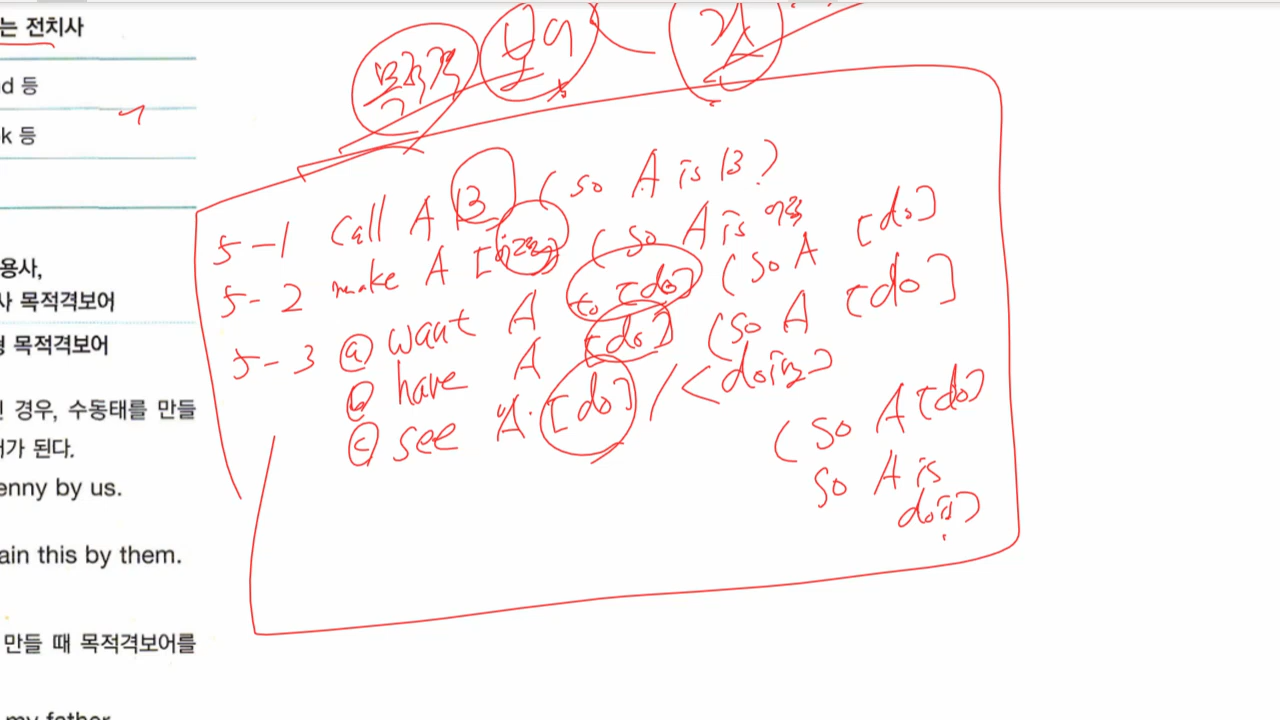 는 전치사
d 등
k 등
목적격 보어
5-1 call A B (so A is B)
5-2 make A [형용] (so A is 형용
5-3 ⓐ want A to [do] (so A [do]
ⓑ have A [do] (so A [do]
ⓒ see A [do] / <doing>
(so A [do]
so A is
doing
용사,
사 목적격보어
형 목적격보어
인 경우, 수동태를 만들
어가 된다.
enny by us.
ain this by them.
만들 때 목적격보어를
my father